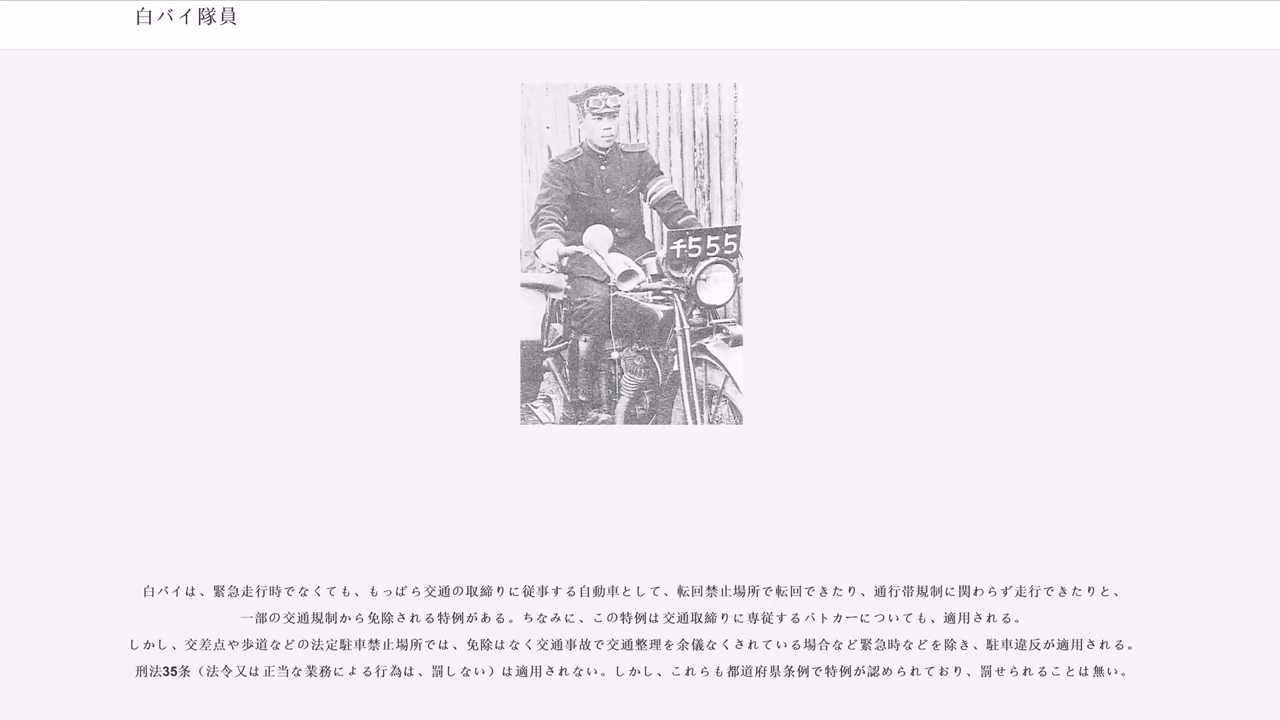 白バイ隊員
千555
白バイは、緊急走行時でなくても、もっぱら交通の取締りに従事する自動車として、転回禁止場所で転回できたり、通行帯規制に関わらず走行できたりと、
一部の交通規制から免除される特例がある。ちなみに、この特例は交通取締りに専従するパトカーについても、適用される。
しかし、交差点や歩道などの法定駐車禁止場所では、免除はなく交通事故で交通整理を余儀なくされている場合など緊急時などを除き、駐車違反が適用される。
刑法35条（法令又は正当な業務による行為は、罰しない）は適用されない。しかし、これらも都道府県条例で特例が認められており、罰せられることは無い。